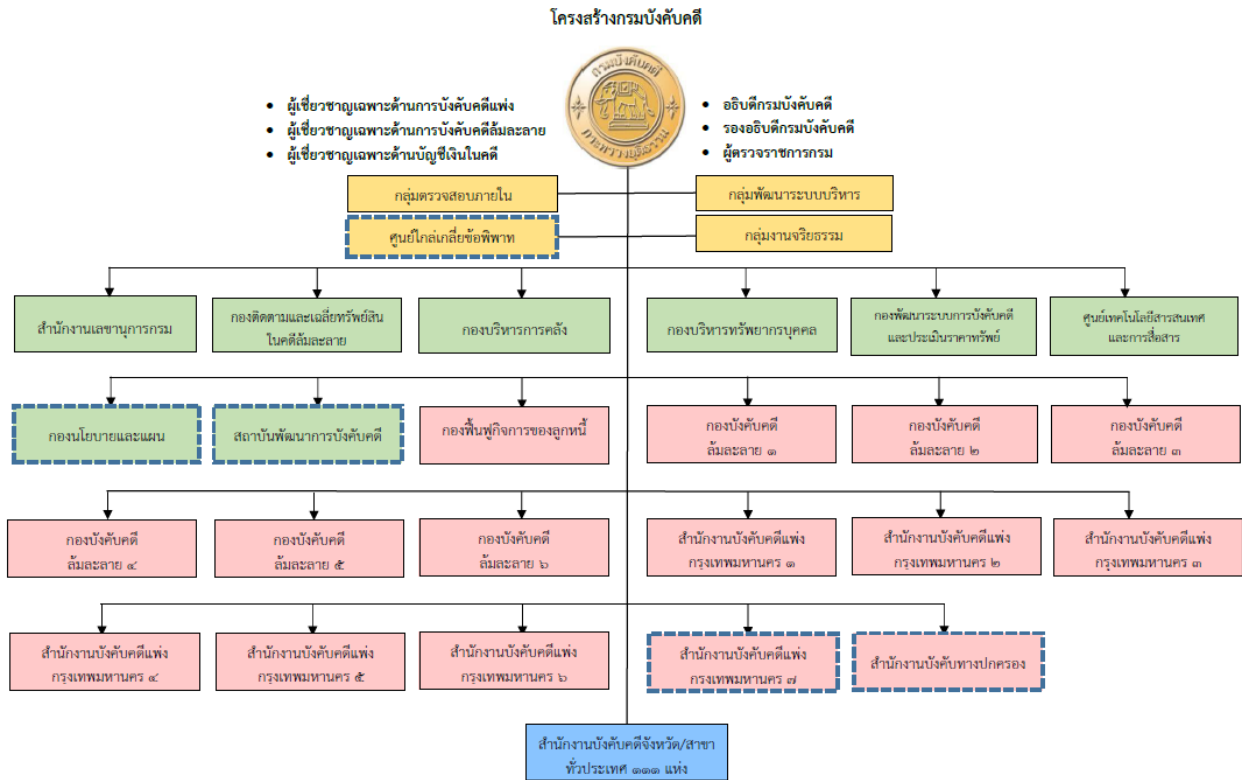 โครงสร้างกรมบังคับคดี
กรมบังคับคดี
กระทรวงยุติธรรม
• ผู้เชี่ยวชาญเฉพาะด้านการบังคับคดีแพ่ง
• ผู้เชี่ยวชาญเฉพาะด้านการบังคับคดีล้มละลาย
• ผู้เชี่ยวชาญเฉพาะด้านบัญชีเงินในคดี
• อธิบดีกรมบังคับคดี
• รองอธิบดีกรมบังคับคดี
• ผู้ตรวจราชการกรม
กลุ่มตรวจสอบภายใน
กลุ่มพัฒนาระบบบริหาร
ศูนย์ไกล่เกลี่ยข้อพิพาท
กลุ่มงานจริยธรรม
สำนักงานเลขานุการกรม
กองติดตามและเฉลี่ยทรัพย์สิน
ในคดีล้มละลาย
กองบริหารการคลัง
กองบริหารทรัพยากรบุคคล
กองพัฒนาระบบการบังคับคดี
และประเมินราคาทรัพย์
ศูนย์เทคโนโลยีสารสนเทศ
และการสื่อสาร
กองนโยบายและแผน
สถาบันพัฒนาการบังคับคดี
กองฟื้นฟูกิจการของลูกหนี้
กองบังคับคดี
ล้มละลาย ๑
กองบังคับคดี
ล้มละลาย ๒
กองบังคับคดี
ล้มละลาย ๓
กองบังคับคดี
ล้มละลาย ๔
กองบังคับคดี
ล้มละลาย ๕
กองบังคับคดี
ล้มละลาย ๖
สำนักงานบังคับคดีแพ่ง
กรุงเทพมหานคร ๑
สำนักงานบังคับคดีแพ่ง
กรุงเทพมหานคร ๒
สำนักงานบังคับคดีแพ่ง
กรุงเทพมหานคร ๓
สำนักงานบังคับคดีแพ่ง
กรุงเทพมหานคร ๔
สำนักงานบังคับคดีแพ่ง
กรุงเทพมหานคร ๕
สำนักงานบังคับคดีแพ่ง
กรุงเทพมหานคร ๖
สำนักงานบังคับคดีแพ่ง
กรุงเทพมหานคร ๗
สำนักงานบังคับทางปกครอง
สำนักงานบังคับคดีจังหวัด/สาขา
ทั่วประเทศ ๑๑๑ แห่ง